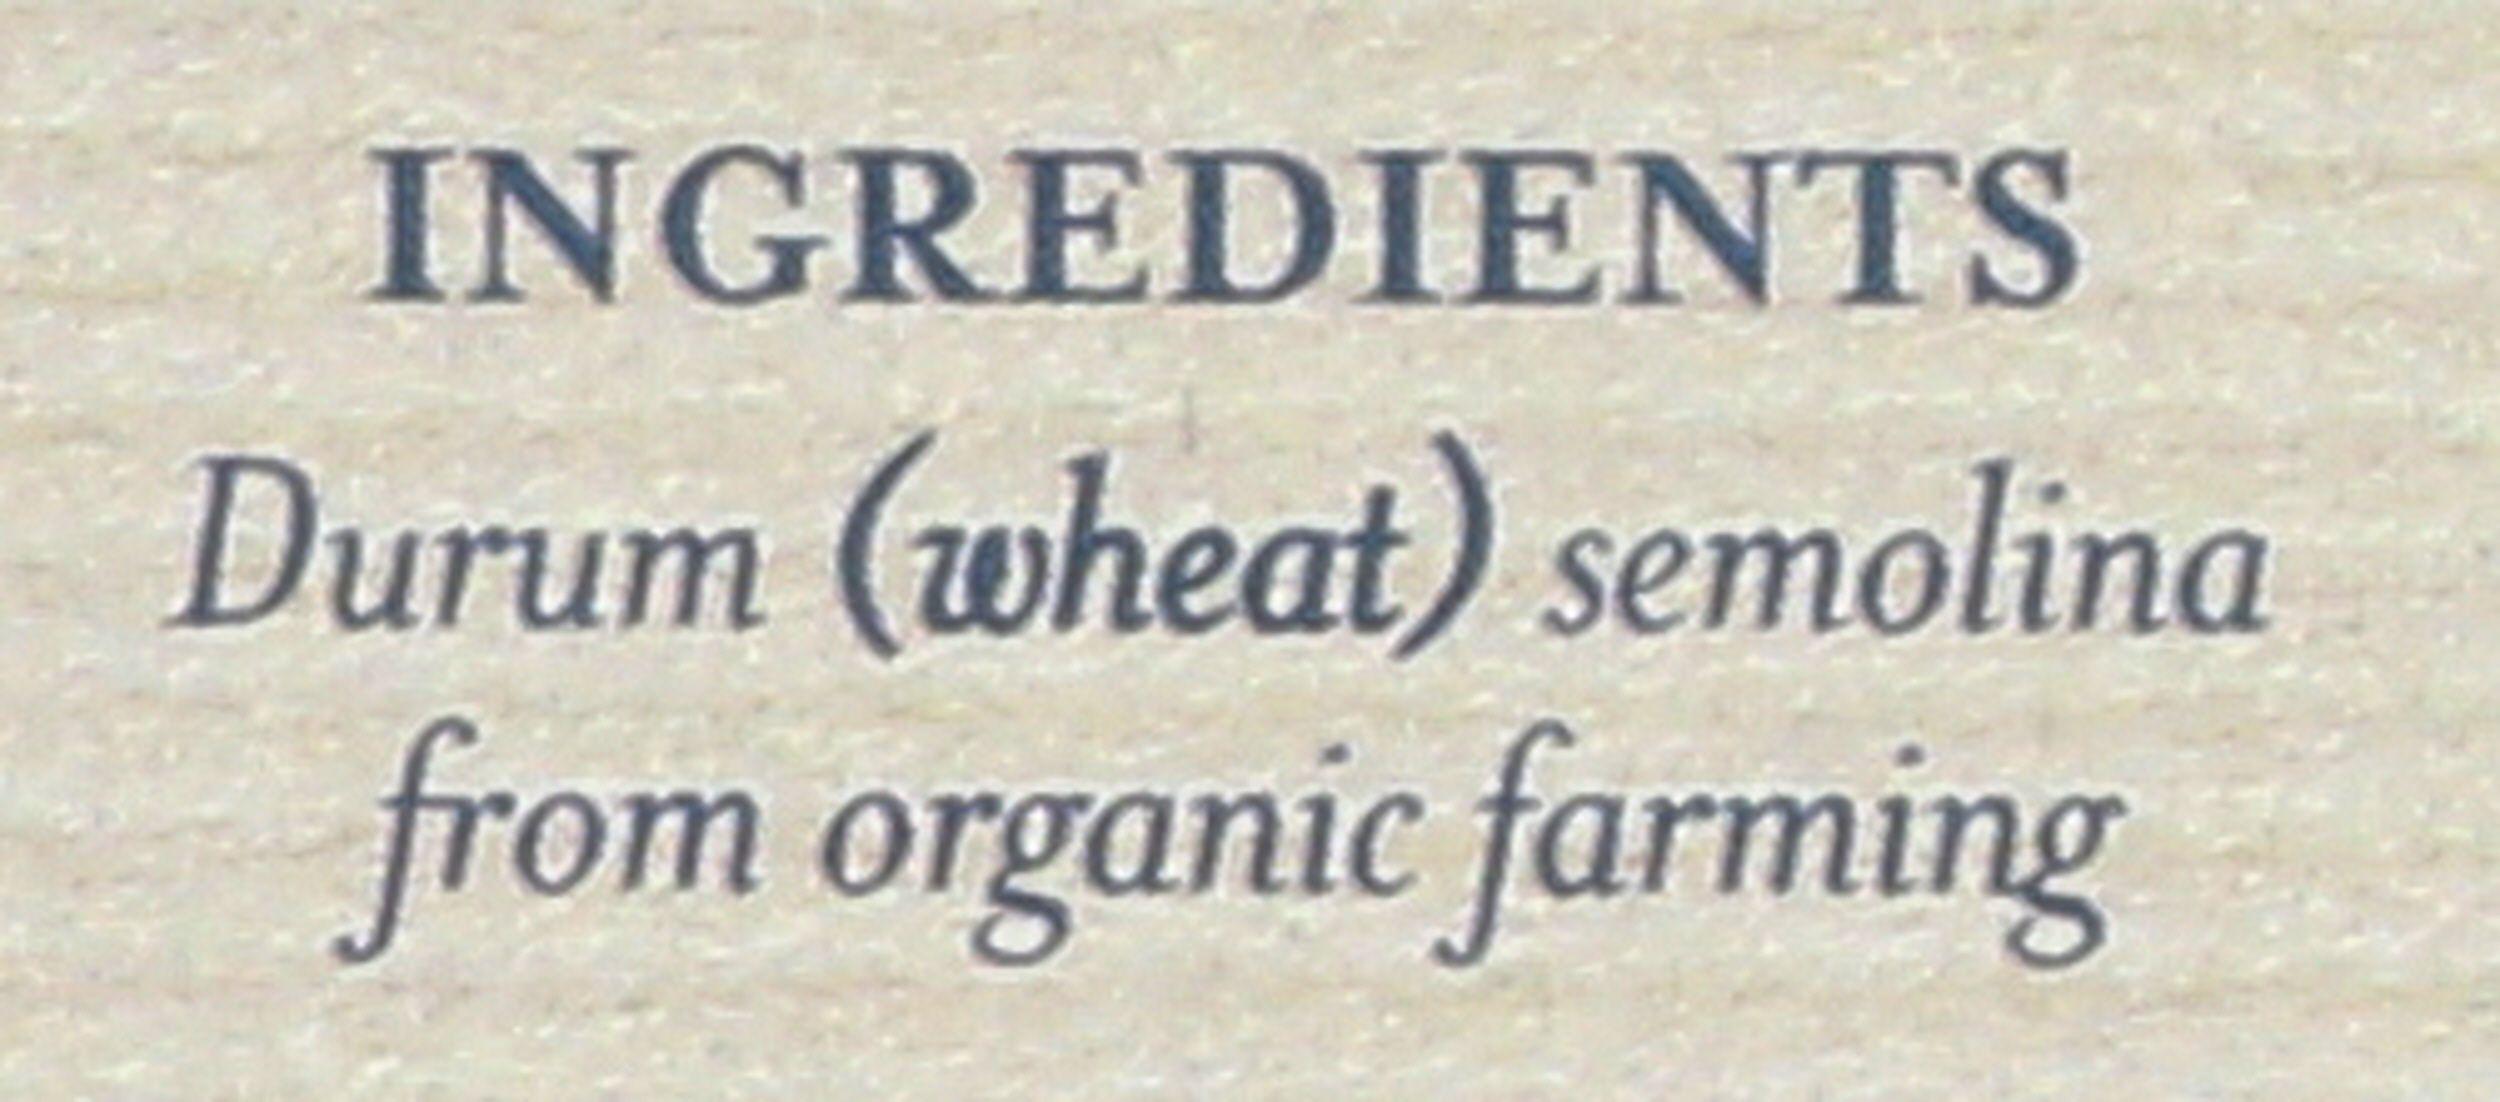 INGREDIENTS
Durum (wheat) semolina
from organic farming